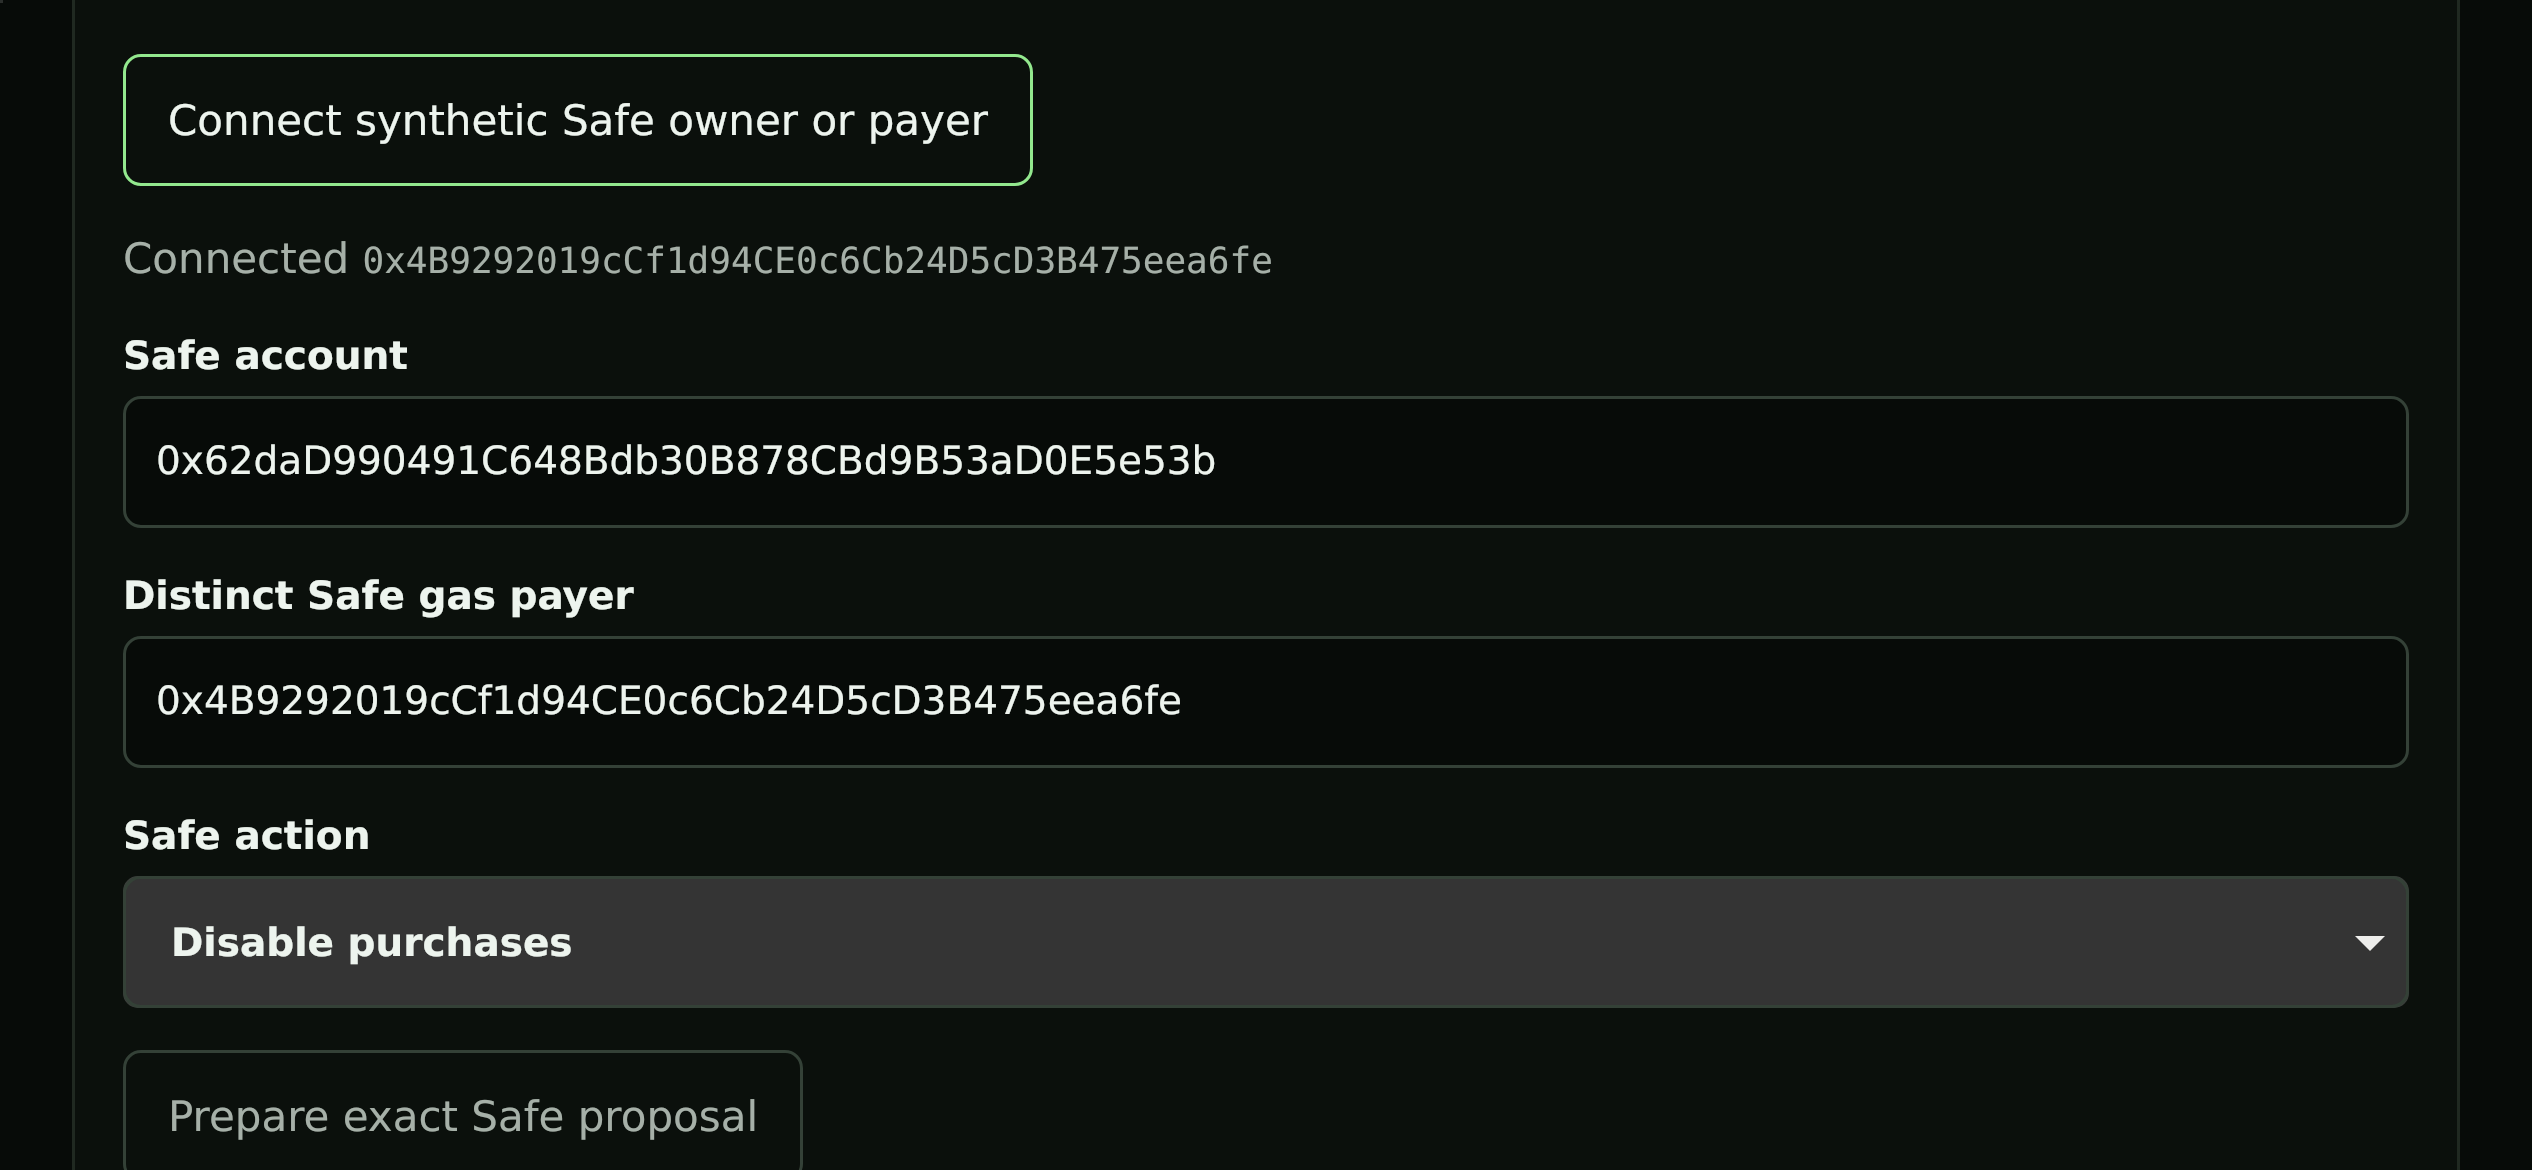 Connect synthetic Safe owner or payer
Connected 0x4B9292019cCf1d94CE0c6Cb24D5cD3B475eea6fe
Safe account
0x62daD990491C648Bdb30B878CBd9B53aD0E5e53b
Distinct Safe gas payer
0x4B9292019cCf1d94CE0c6Cb24D5cD3B475eea6fe
Safe action
Disable purchases
Prepare exact Safe proposal